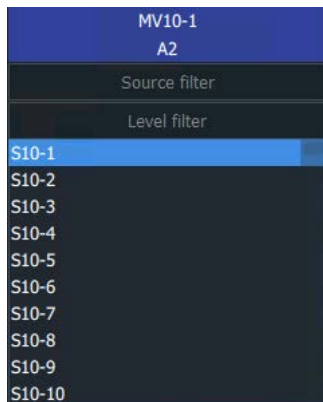 MV10-1
A2
Source filter
Level filter
S10-1
S10-2
S10-3
S10-4
S10-5
S10-6
S10-7
S10-8
S10-9
S10-10